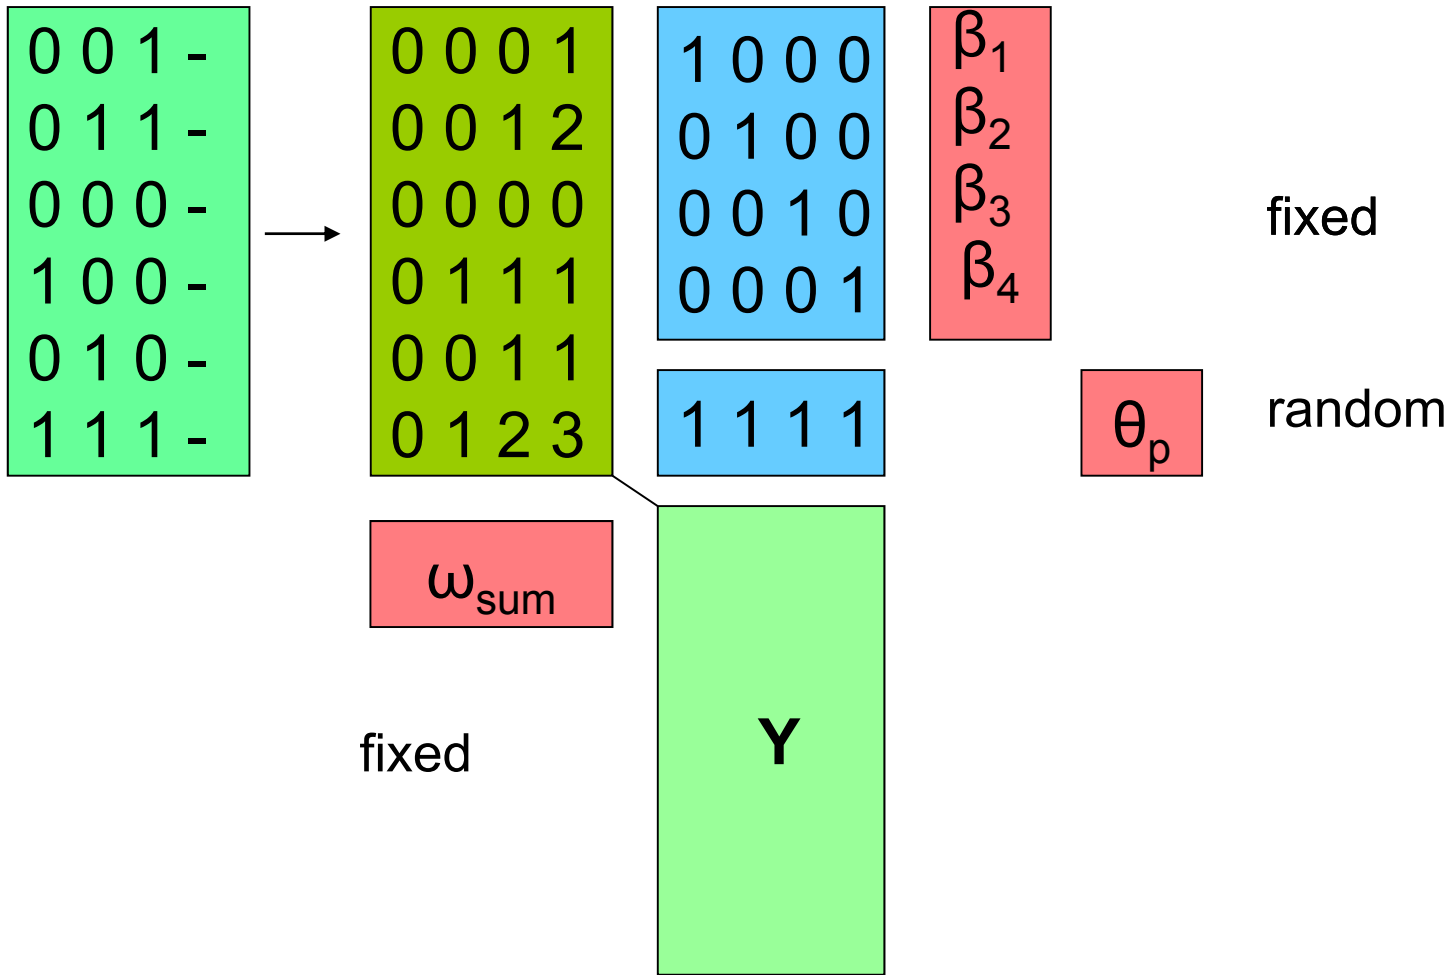 0 0 1 -
0 1 1 -
0 0 0 -
1 0 0 -
0 1 0 -
1 1 1 -
0 0 0 1
0 0 1 2
0 0 0 0
0 1 1 1
0 0 1 1
0 1 2 3
1 0 0 0
0 1 0 0
0 0 1 0
0 0 0 1
β1
β2
β3
β4
fixed
1 1 1 1
θp
random
ωsum
fixed
Y